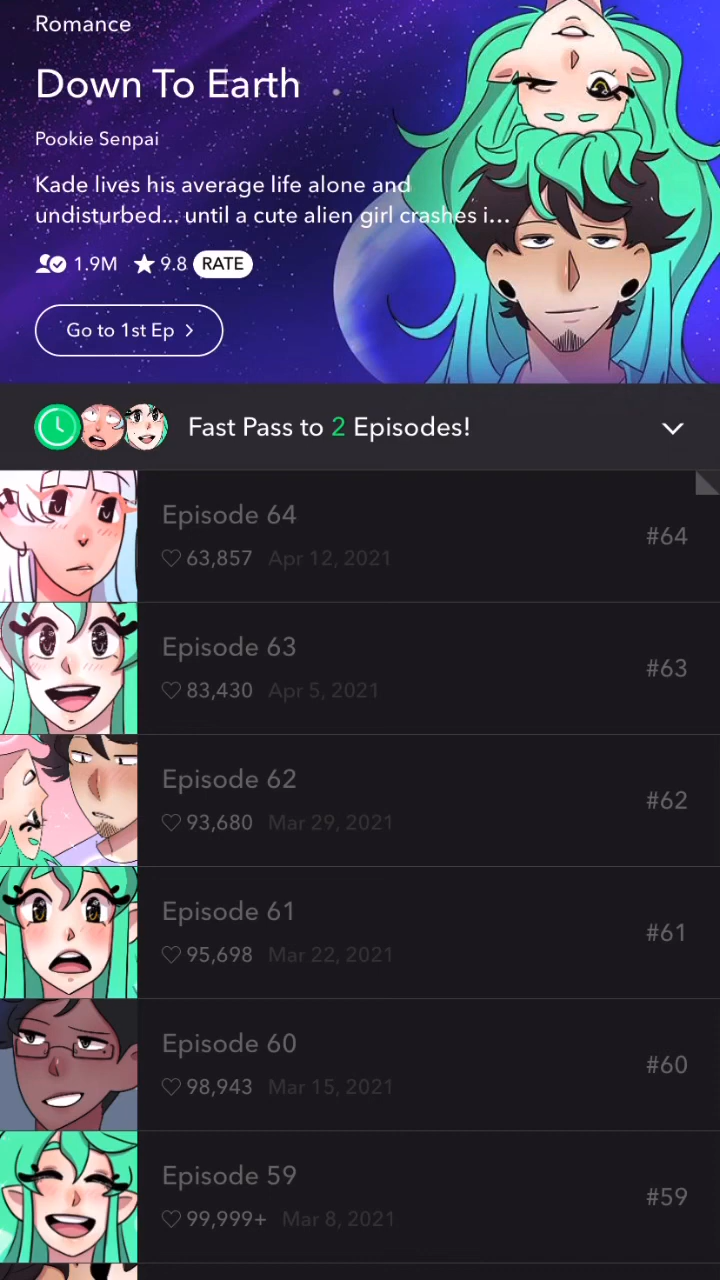 Romance
Down To Earth
Pookie Senpai
Kade lives his average life alone and
undisturbed... until a cute alien girl crashes i...
1.9M 9.8 RATE
Go to 1st Ep >
Fast Pass to 2 Episodes!
Episode 64
63,857 Apr 12, 2021
#64
Episode 63
83,430 Apr 5, 2021
#63
Episode 62
93,680 Mar 29, 2021
#62
Episode 61
95,698 Mar 22, 2021
#61
Episode 60
98,943 Mar 15, 2021
#60
Episode 59
99,999+ Mar 8, 2021
#59